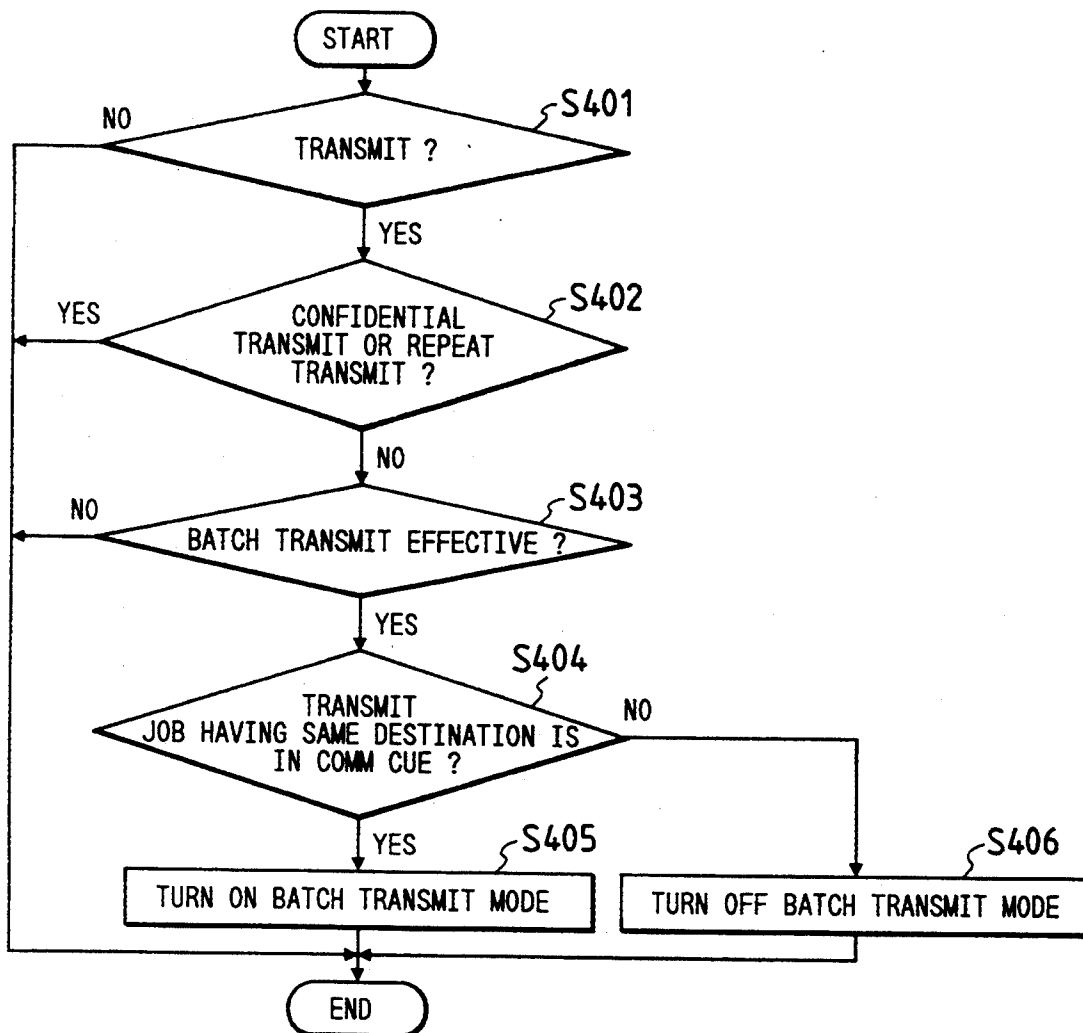 START
S401
NO
TRANSMIT ?
YES
S402
YES
CONFIDENTIAL
TRANSMIT OR REPEAT
TRANSMIT ?
NO
S403
NO
BATCH TRANSMIT EFFECTIVE ?
YES
S404
TRANSMIT
JOB HAVING SAME DESTINATION IS
IN COMM CUE ?
NO
YES
S405
S406
TURN ON BATCH TRANSMIT MODE
TURN OFF BATCH TRANSMIT MODE
END